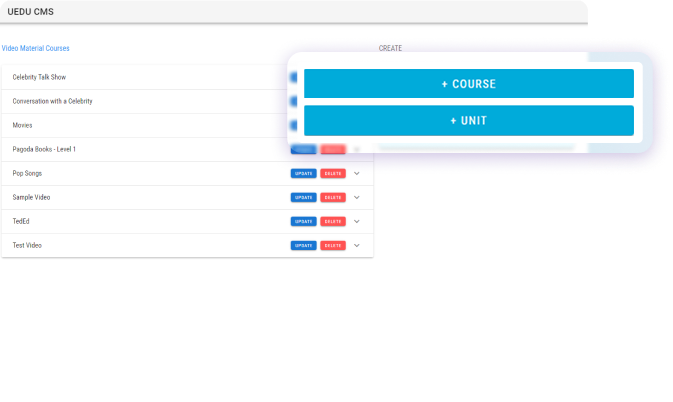 UEDU CMS
Video Material Courses
CREATE
Celebrity Talk Show
+ COURSE
Conversation with a Celebrity
+ UNIT
Movies
Pagoda Books - Level 1
Pop Songs
UPDATE DELETE
Sample Video
UPDATE DELETE
TedEd
UPDATE DELETE
Test Video
UPDATE DELETE